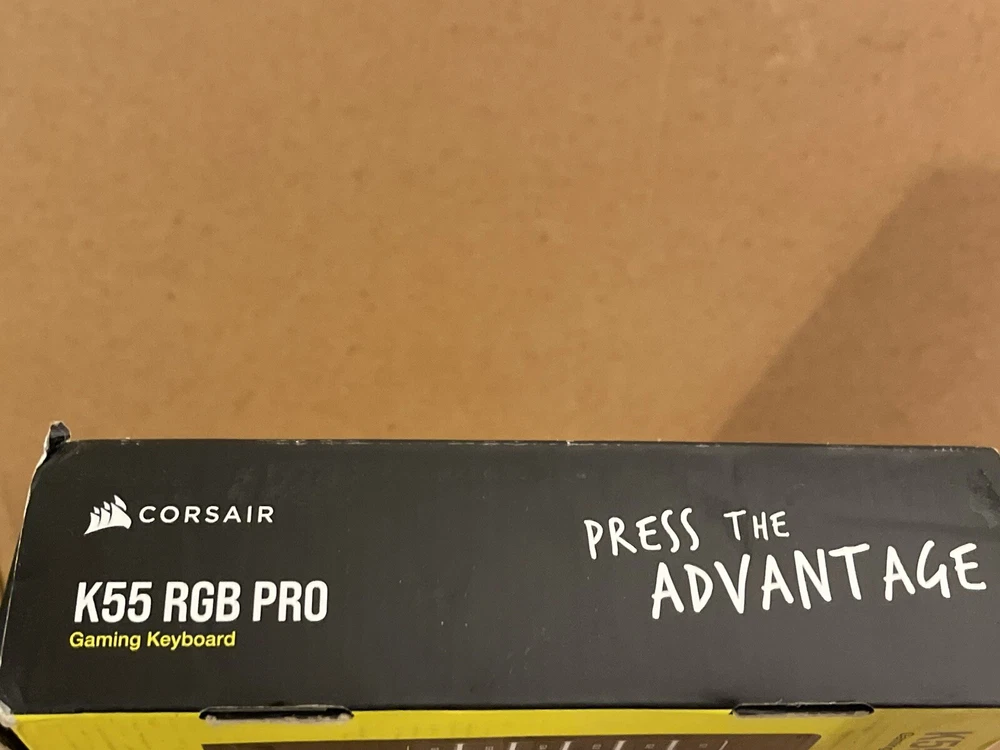 CORSAIR
K55 RGB PRO
Gaming Keyboard
PRESS THE
ADVANTAGE